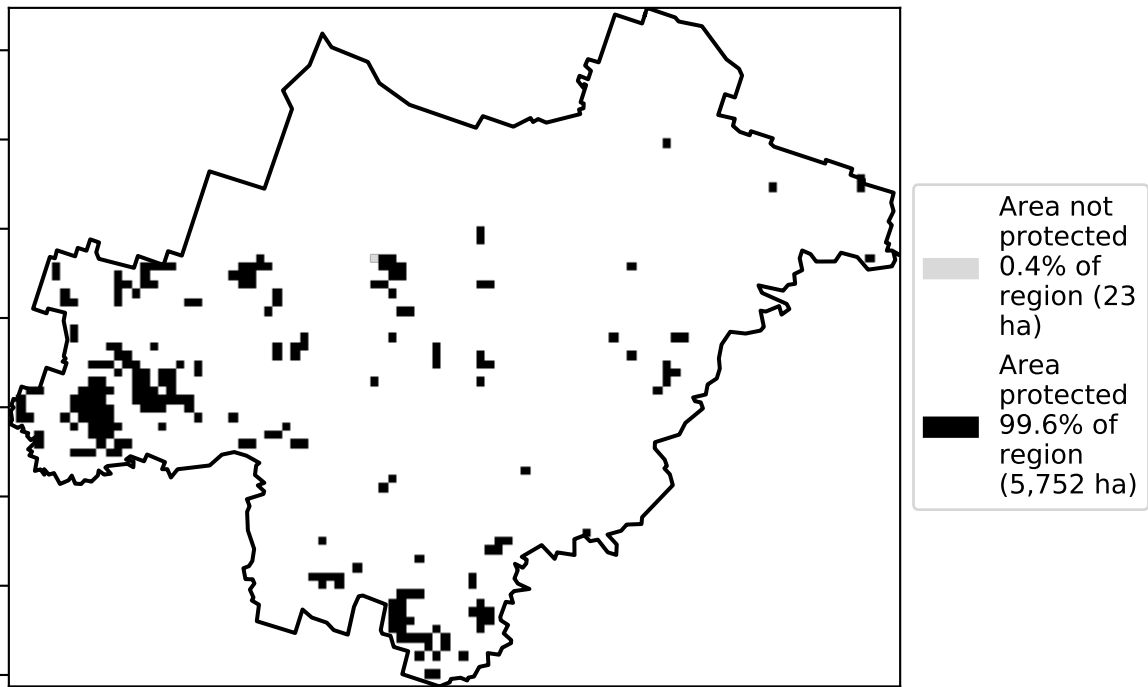 Area not
protected
0.4% of
region (23
ha)
Area
protected
99.6% of
region
(5,752 ha)